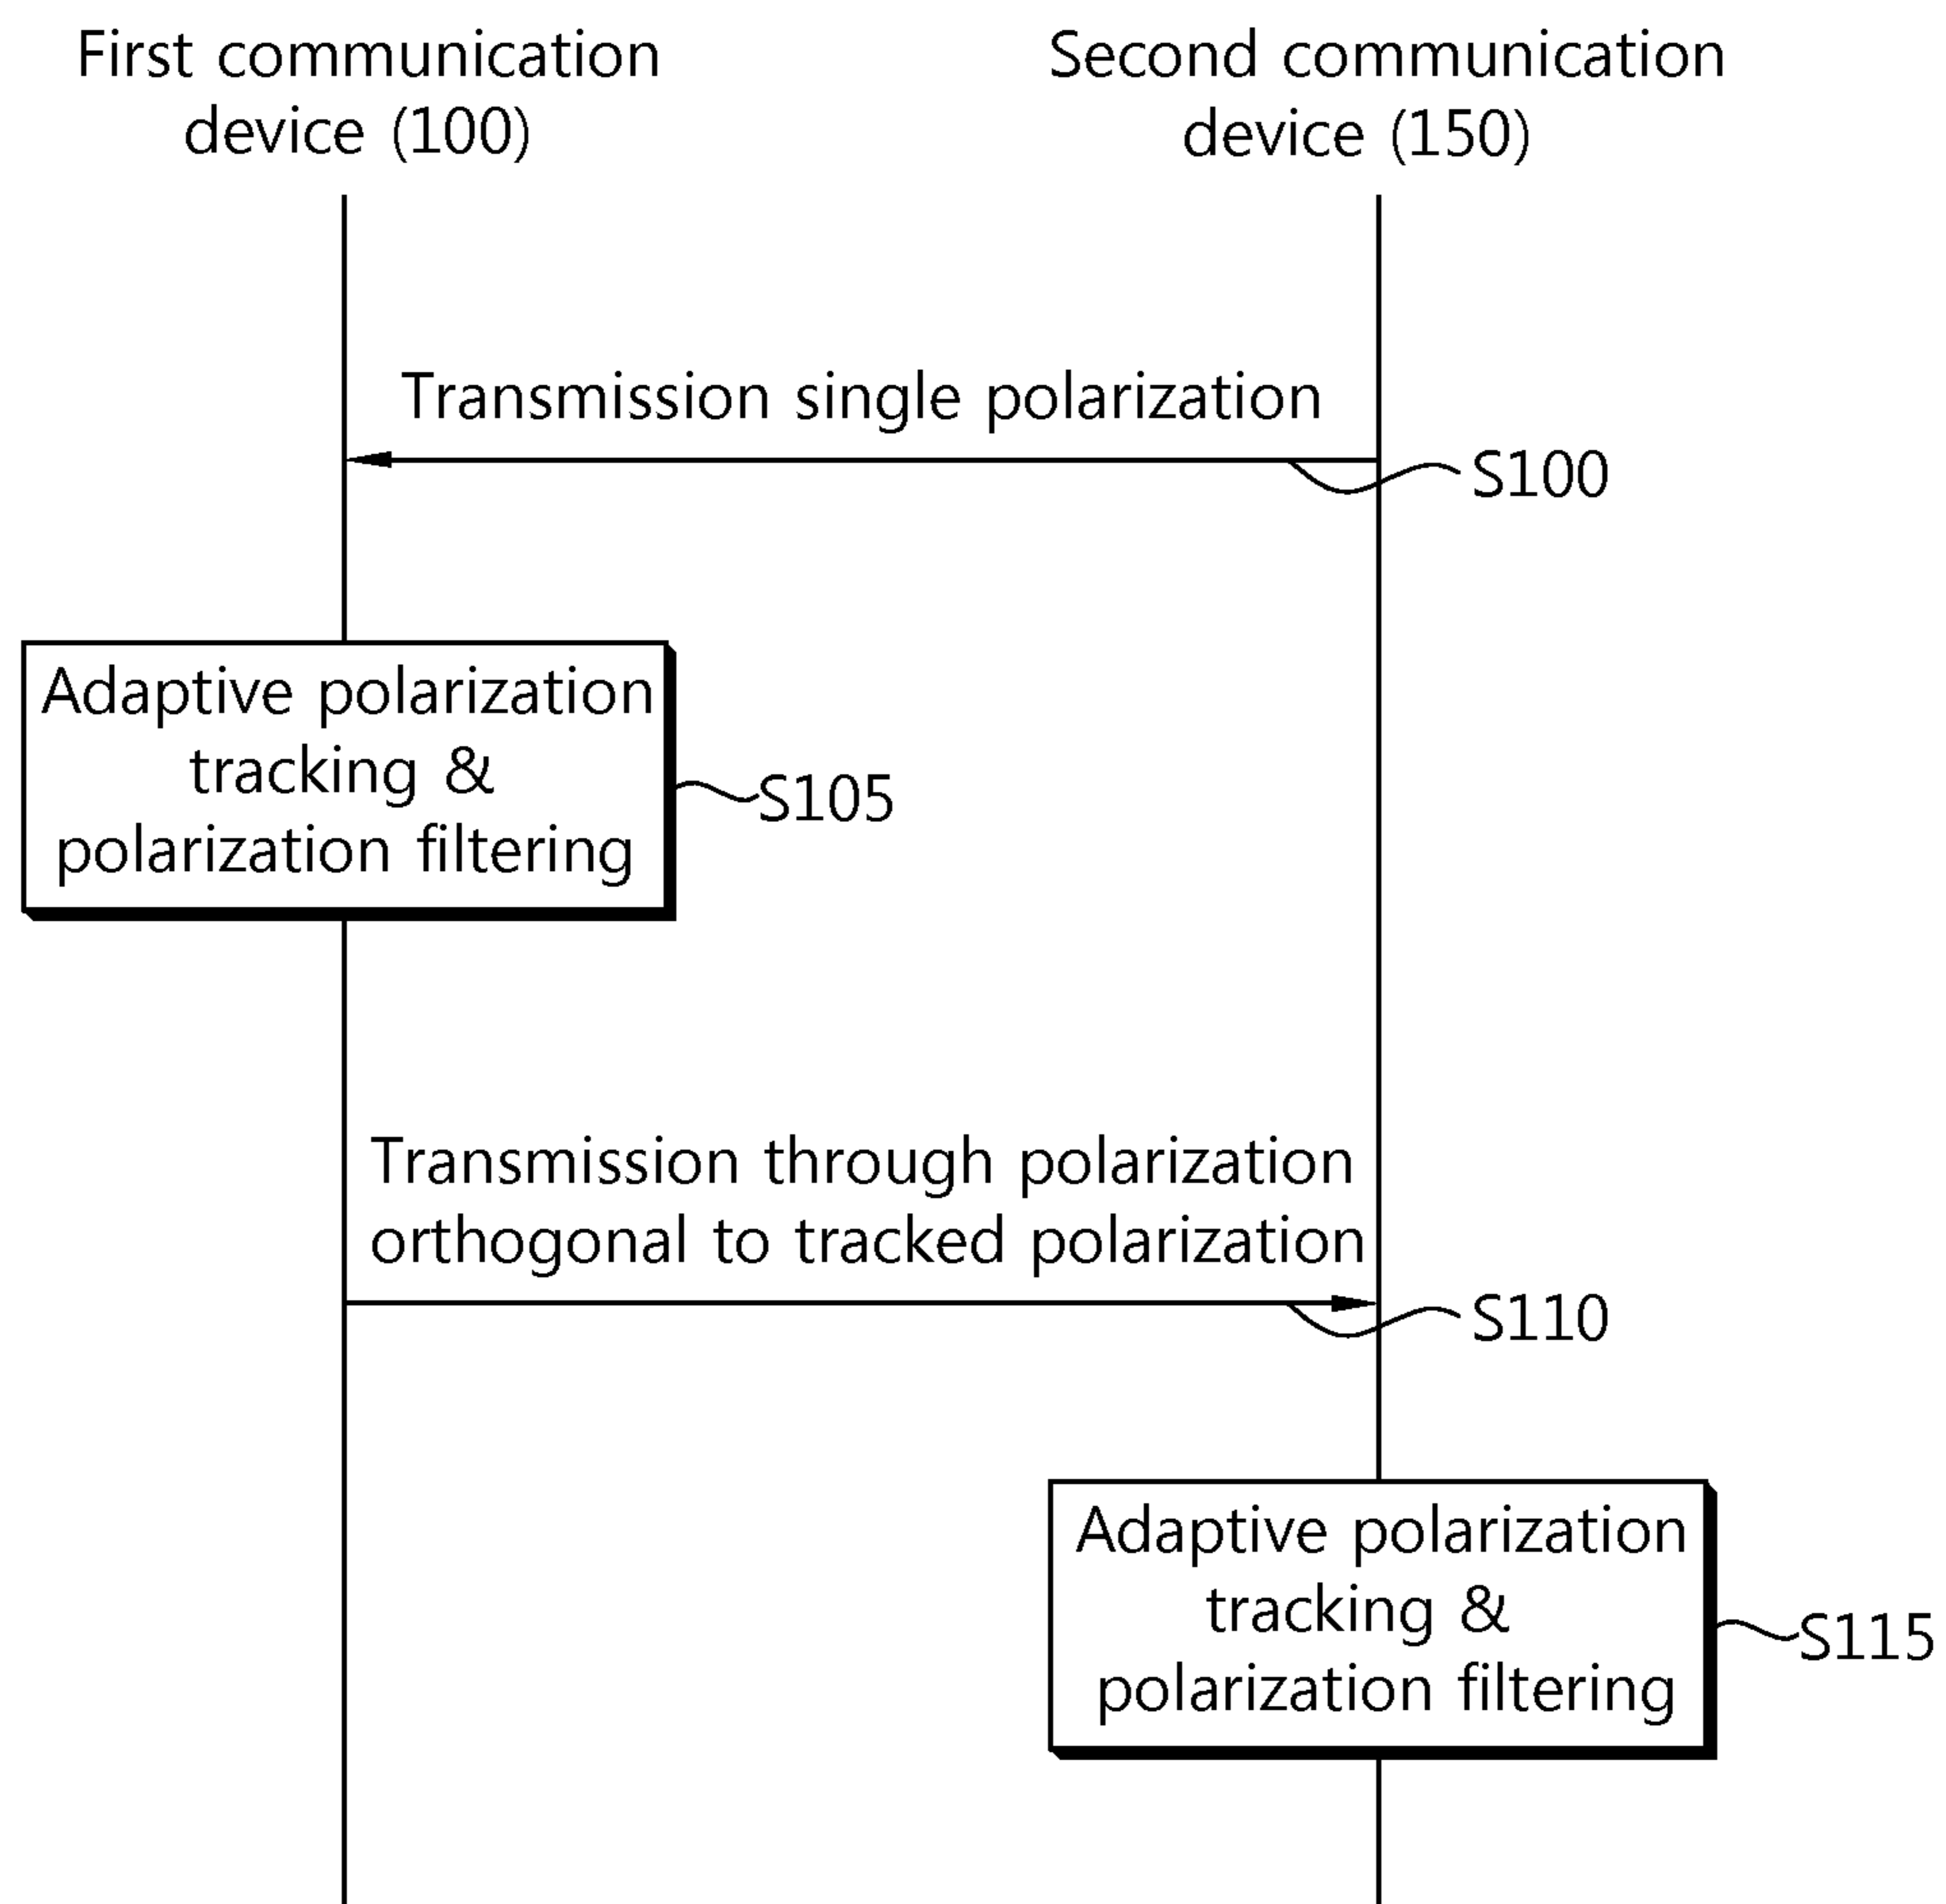 First communication
device (100)
Second communication
device (150)
Transmission single polarization
S100
Adaptive polarization
tracking &
polarization filtering
S105
Transmission through polarization
orthogonal to tracked polarization
S110
Adaptive polarization
tracking &
polarization filtering
S115